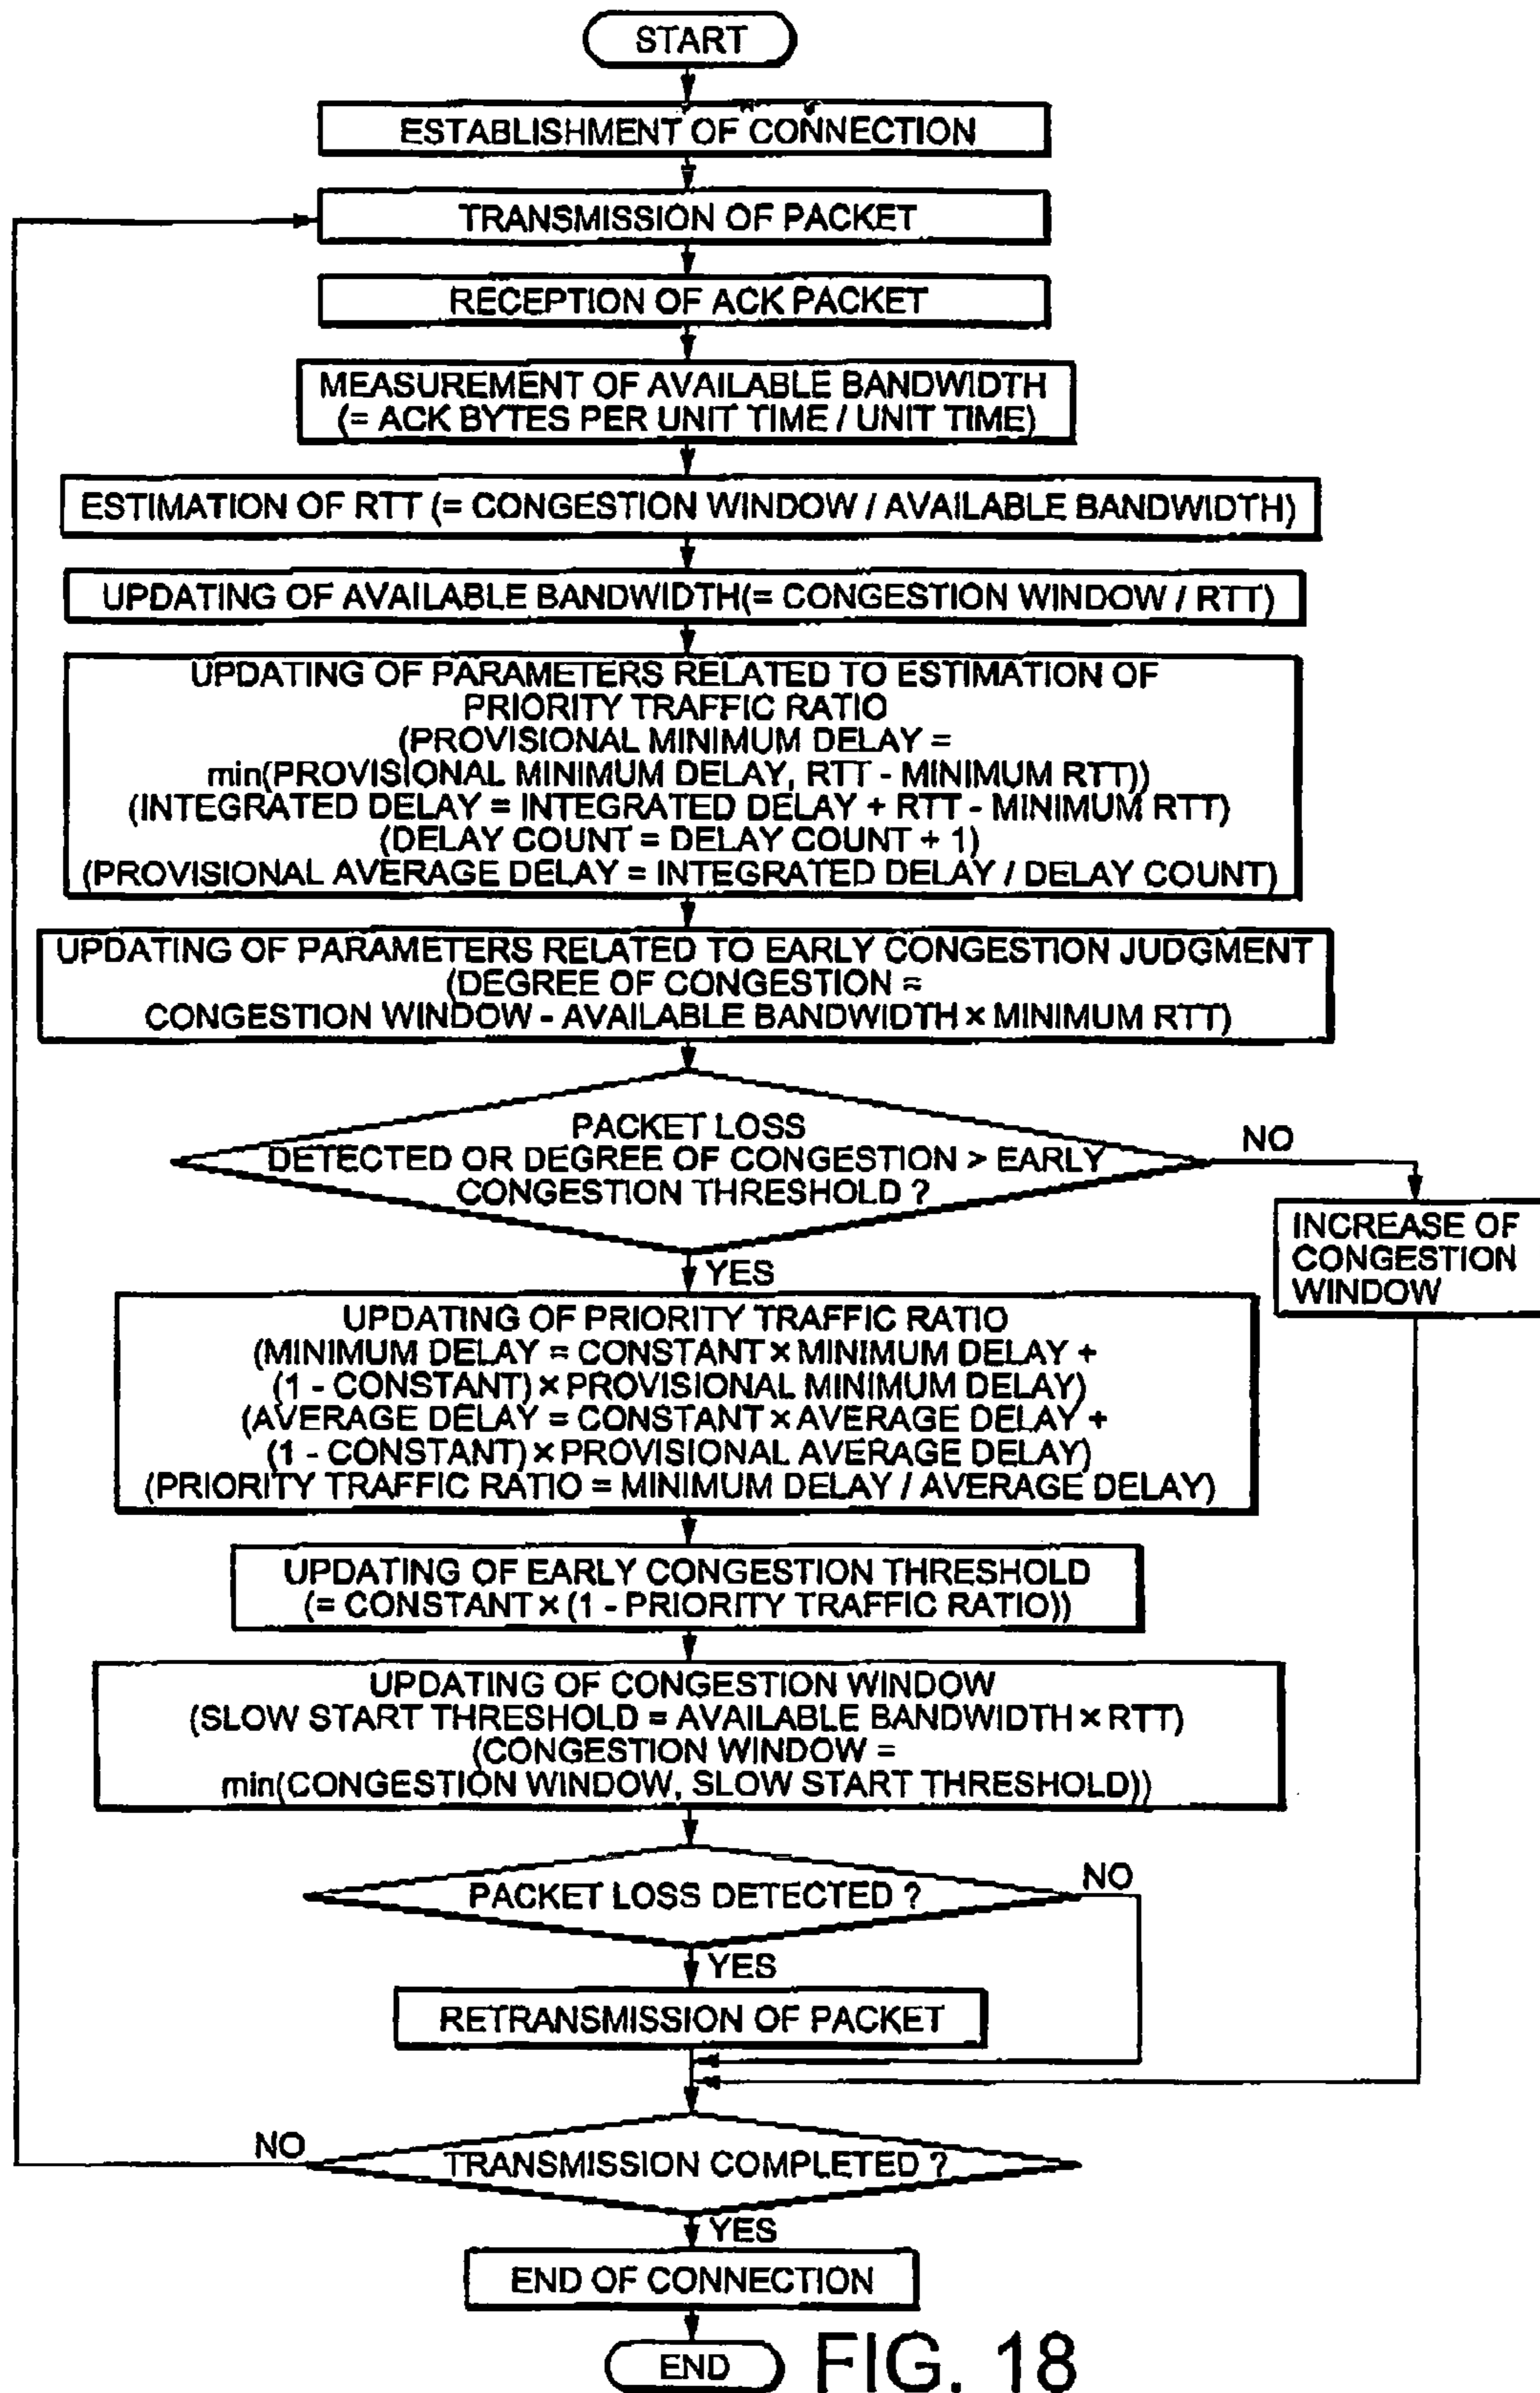 START
ESTABLISHMENT OF CONNECTION
TRANSMISSION OF PACKET
RECEPTION OF ACK PACKET
MEASUREMENT OF AVAILABLE BANDWIDTH
(= ACK BYTES PER UNIT TIME / UNIT TIME)
ESTIMATION OF RTT (= CONGESTION WINDOW / AVAILABLE BANDWIDTH)
UPDATING OF AVAILABLE BANDWIDTH(= CONGESTION WINDOW / RTT)
UPDATING OF PARAMETERS RELATED TO ESTIMATION OF
PRIORITY TRAFFIC RATIO
(PROVISIONAL MINIMUM DELAY =
min(PROVISIONAL MINIMUM DELAY, RTT - MINIMUM RTT))
(INTEGRATED DELAY = INTEGRATED DELAY + RTT - MINIMUM RTT)
(DELAY COUNT = DELAY COUNT + 1)
(PROVISIONAL AVERAGE DELAY = INTEGRATED DELAY / DELAY COUNT)
UPDATING OF PARAMETERS RELATED TO EARLY CONGESTION JUDGMENT
(DEGREE OF CONGESTION =
CONGESTION WINDOW - AVAILABLE BANDWIDTH × MINIMUM RTT)
PACKET LOSS
DETECTED OR DEGREE OF CONGESTION > EARLY
CONGESTION THRESHOLD ?
NO
INCREASE OF
CONGESTION
WINDOW
YES
UPDATING OF PRIORITY TRAFFIC RATIO
(MINIMUM DELAY = CONSTANT × MINIMUM DELAY +
(1 - CONSTANT) × PROVISIONAL MINIMUM DELAY)
(AVERAGE DELAY = CONSTANT × AVERAGE DELAY +
(1 - CONSTANT) × PROVISIONAL AVERAGE DELAY)
(PRIORITY TRAFFIC RATIO = MINIMUM DELAY / AVERAGE DELAY)
UPDATING OF EARLY CONGESTION THRESHOLD
(= CONSTANT × (1 - PRIORITY TRAFFIC RATIO))
UPDATING OF CONGESTION WINDOW
(SLOW START THRESHOLD = AVAILABLE BANDWIDTH × RTT)
(CONGESTION WINDOW =
min(CONGESTION WINDOW, SLOW START THRESHOLD))
PACKET LOSS DETECTED ?
NO
YES
RETRANSMISSION OF PACKET
NO
TRANSMISSION COMPLETED ?
YES
END OF CONNECTION
END
FIG. 18